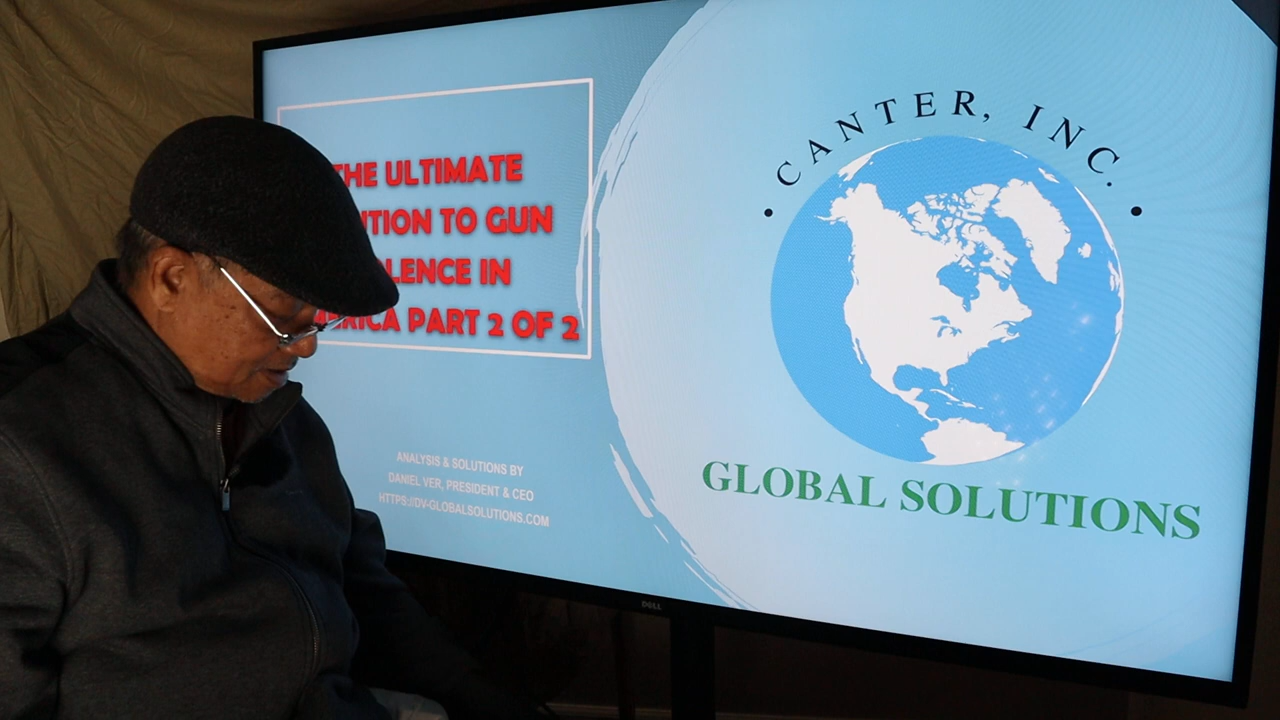 THE ULTIMATE
UTION TO GUN
LENCE IN
AMERICA PART 2 OF 2
ANALYSIS & SOLUTIONS BY
DANIEL VER, PRESIDENT & CEO
HTTPS://DV-GLOBALSOLUTIONS.COM
• CANTER, INC. •
GLOBAL SOLUTIONS
DELL